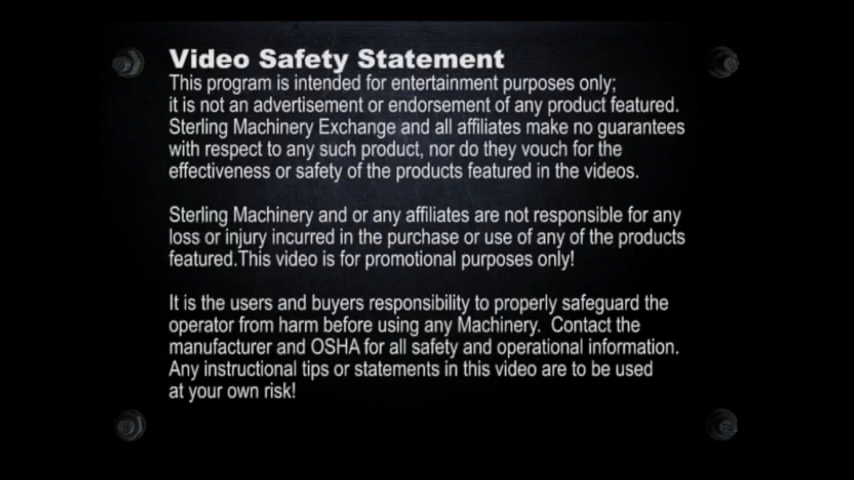 Video Safety Statement
This program is intended for entertainment purposes only;
it is not an advertisement or endorsement of any product featured.
Sterling Machinery Exchange and all affiliates make no guarantees
with respect to any such product, nor do they vouch for the
effectiveness or safety of the products featured in the videos.
Sterling Machinery and or any affiliates are not responsible for any
loss or injury incurred in the purchase or use of any of the products
featured.This video is for promotional purposes only!
It is the users and buyers responsibility to properly safeguard the
operator from harm before using any Machinery.  Contact the
manufacturer and OSHA for all safety and operational information.
Any instructional tips or statements in this video are to be used
at your own risk!